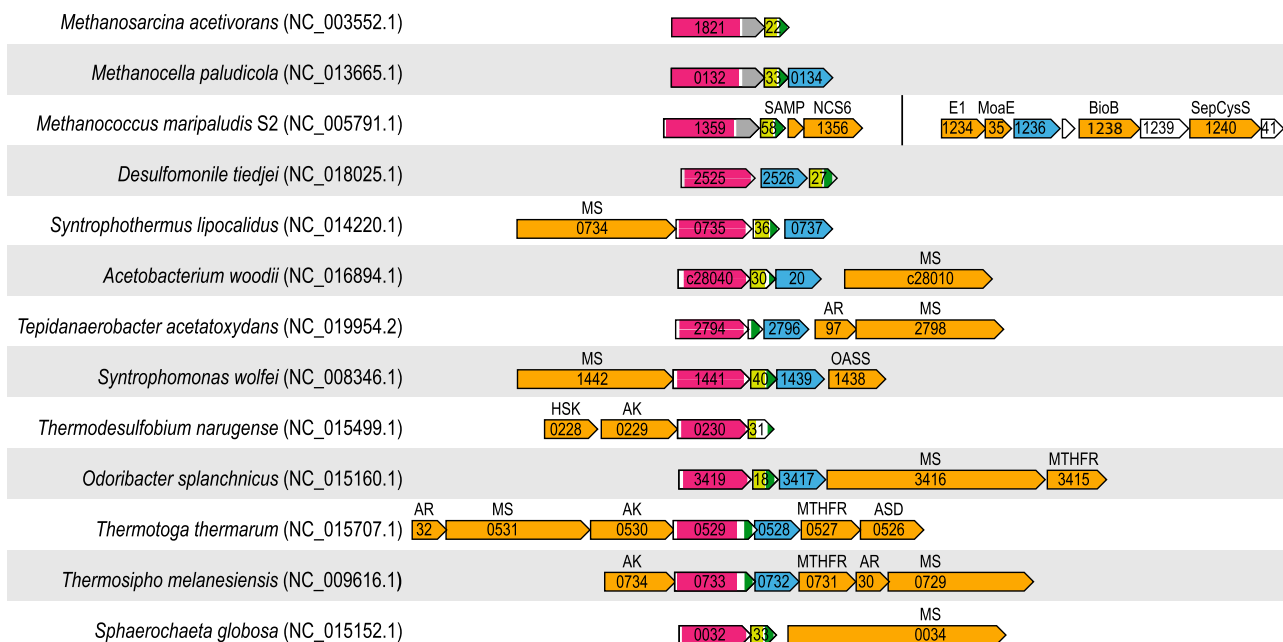 Methanosarcina acetivorans (NC_003552.1) 1821 22
Methanocella paludicola (NC_013665.1) 0132 33 0134
SAMP NCS6 E1 MoaE BioB SepCysS
Methanococcus maripaludis S2 (NC_005791.1) 1359 58 1356 1234 35 1236 1238 1239 1240 41
Desulfomonile tiedjei (NC_018025.1) 2525 2526 27
MS
Syntrophothermus lipocalidus (NC_014220.1) 0734 0735 36 0737
MS
Acetobacterium woodii (NC_016894.1) c28040 30 20 c28010
AR MS
Tepidanaerobacter acetatoxydans (NC_019954.2) 2794 2796 97 2798
MS OASS
Syntrophomonas wolfei (NC_008346.1) 1442 1441 40 1439 1438
HSK AK
Thermodesulfobium narugense (NC_015499.1) 0228 0229 0230 31
MS MTHFR
Odoribacter splanchnicus (NC_015160.1) 3419 18 3417 3416 3415
AR MS AK MTHFR ASD
Thermotoga thermarum (NC_015707.1) 32 0531 0530 0529 0528 0527 0526
AK MTHFR AR MS
Thermosipho melanesiensis (NC_009616.1) 0734 0733 0732 0731 30 0729
MS
Sphaerochaeta globosa (NC_015152.1) 0032 33 0034